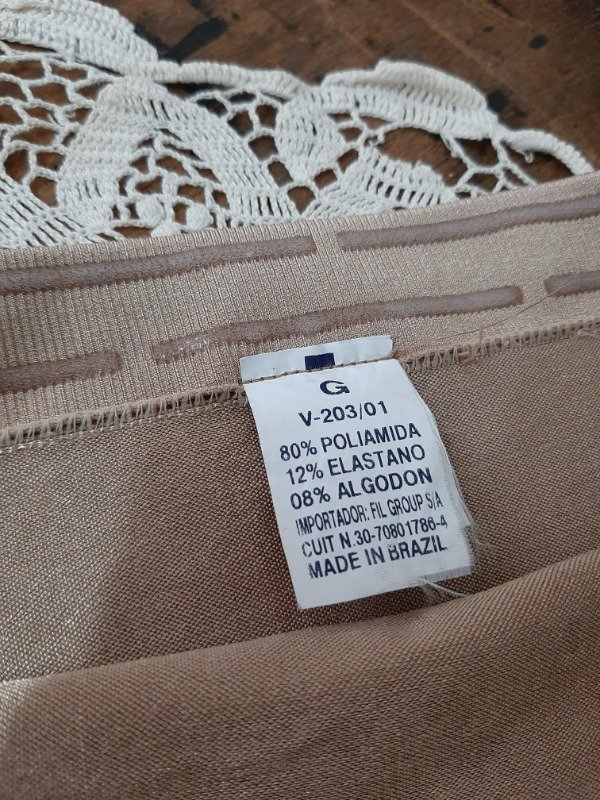 G
V-203/01
80% POLIAMIDA
12% ELASTANO
08% ALGODON
IMPORTADOR: FIL GROUP S/A
CUIT N.30-70801786-4
MADE IN BRAZIL